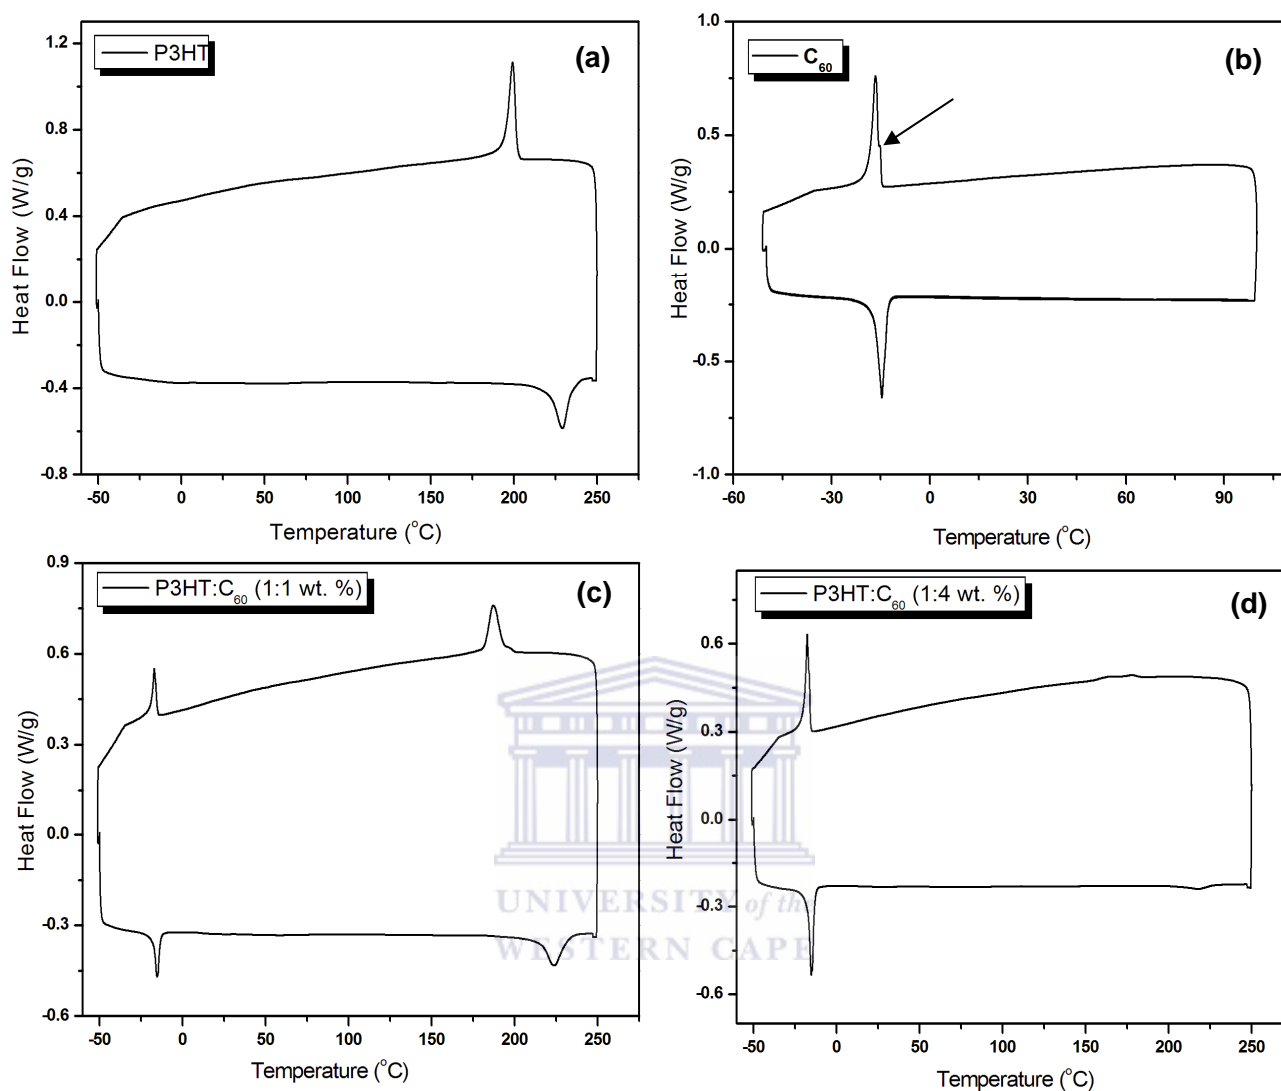 P3HT
(a)
1.2
0.8
0.4
0.0
-0.4
-0.8
Heat Flow (W/g)
-50 0 50 100 150 200 250
Temperature (°C)
C60
(b)
1.0
0.5
0.0
-0.5
-1.0
Heat Flow (W/g)
-60 -30 0 30 60 90
Temperature (°C)
P3HT:C60 (1:1 wt. %)
(c)
0.9
0.6
0.3
0.0
-0.3
-0.6
Heat Flow (W/g)
-50 0 50 100 150 200 250
Temperature (°C)
P3HT:C60 (1:4 wt. %)
(d)
0.6
0.3
0.0
-0.3
-0.6
Heat Flow (W/g)
-50 0 50 100 150 200 250
Temperature (°C)
UNIVERSITY of the
WESTERN CAPE